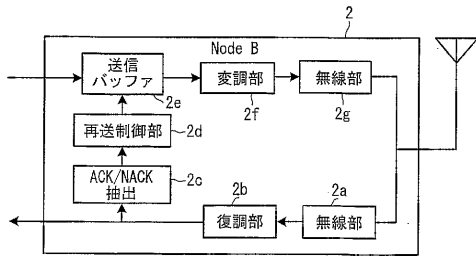 2
Node B
送信
バッファ
2e
変調部
2f
無線部
2g
再送制御部
2d
ACK/NACK
抽出
2c
2b
復調部
2a
無線部